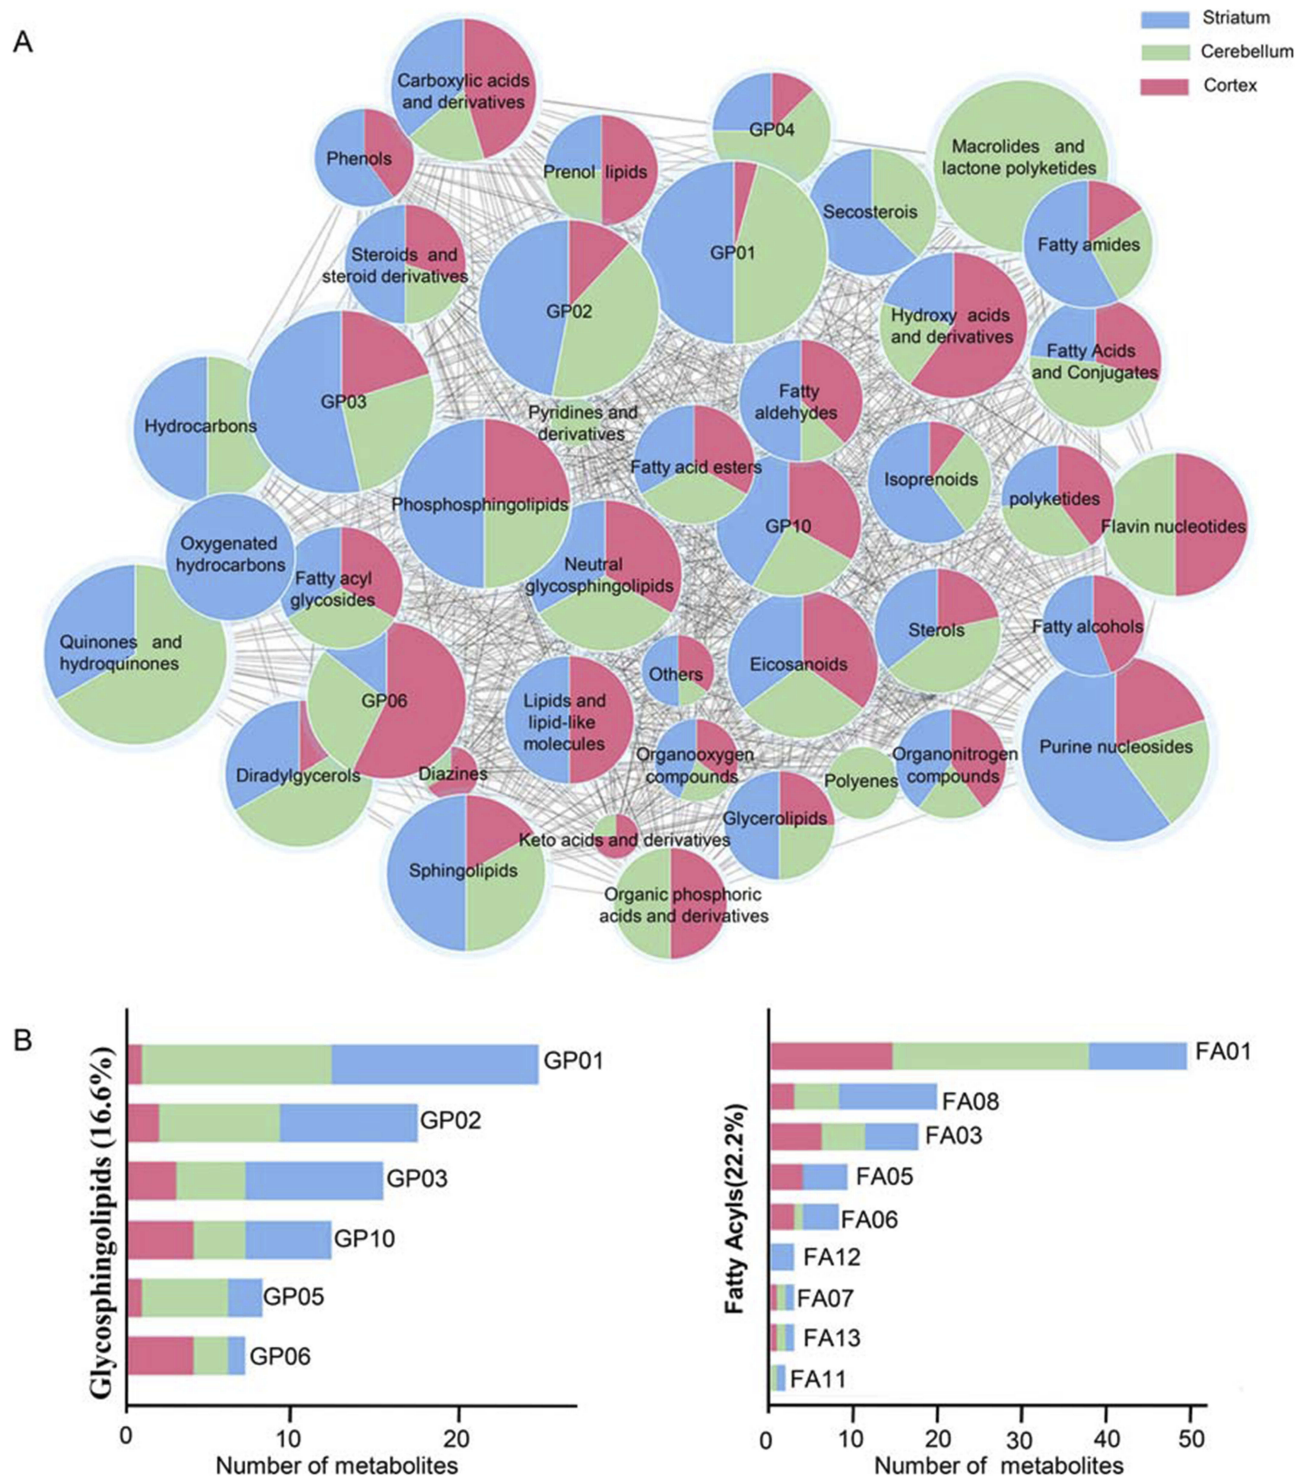 A
Striatum
Cerebellum
Cortex
Carboxylic acids
and derivatives
GP04
Macrolides and
lactone polyketides
Phenols
Prenol lipids
Secosterois
Fatty amides
Steroids and
steroid derivatives
GP01
GP02
Hydroxy acids
and derivatives
Fatty Acids
and Conjugates
GP03
Fatty
aldehydes
Hydrocarbons
Pyridines and
derivatives
Fatty acid esters
Isoprenoids
polyketides
Phosphosphingolipids
GP10
Flavin nucleotides
Oxygenated
hydrocarbons
Fatty acyl
glycosides
Neutral
glycosphingolipids
Quinones and
hydroquinones
Sterols
Fatty alcohols
Others
Eicosanoids
GP06
Lipids and
lipid-like
molecules
Purine nucleosides
Diradylgycerols
Diazines
Organooxygen
compounds
Polyenes
Organonitrogen
compounds
Glycerolipids
Keto acids and derivatives
Sphingolipids
Organic phosphoric
acids and derivatives
B
Glycosphingolipids (16.6%)
GP01
GP02
GP03
GP10
GP05
GP06
0
10
20
Number of metabolites
Fatty Acyls(22.2%)
FA01
FA08
FA03
FA05
FA06
FA12
FA07
FA13
FA11
0
10
20
30
40
50
Number of metabolites